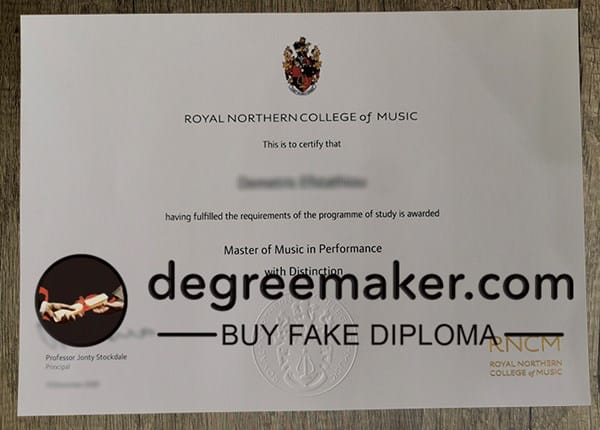 ROYAL NORTHERN COLLEGE of MUSIC
This is to certify that
having fulfilled the requirements of the programme of study is awarded
Master of Music in Performance
with Distinction
degreemaker.com
BUY FAKE DIPLOMA
Professor Jonty Stockdale
Principal
RNCM
ROYAL NORTHERN
COLLEGE of MUSIC